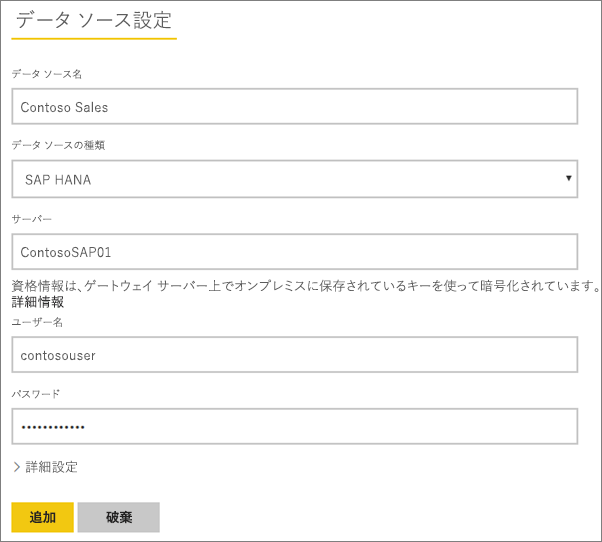 データ ソース設定
データ ソース名
Contoso Sales
データ ソースの種類
SAP HANA
サーバー
ContosoSAP01
資格情報は、ゲートウェイ サーバー上でオンプレミスに保存されているキーを使って暗号化されています。
詳細情報
ユーザー名
contosouser
パスワード
••••••••••••
> 詳細設定
追加 破棄